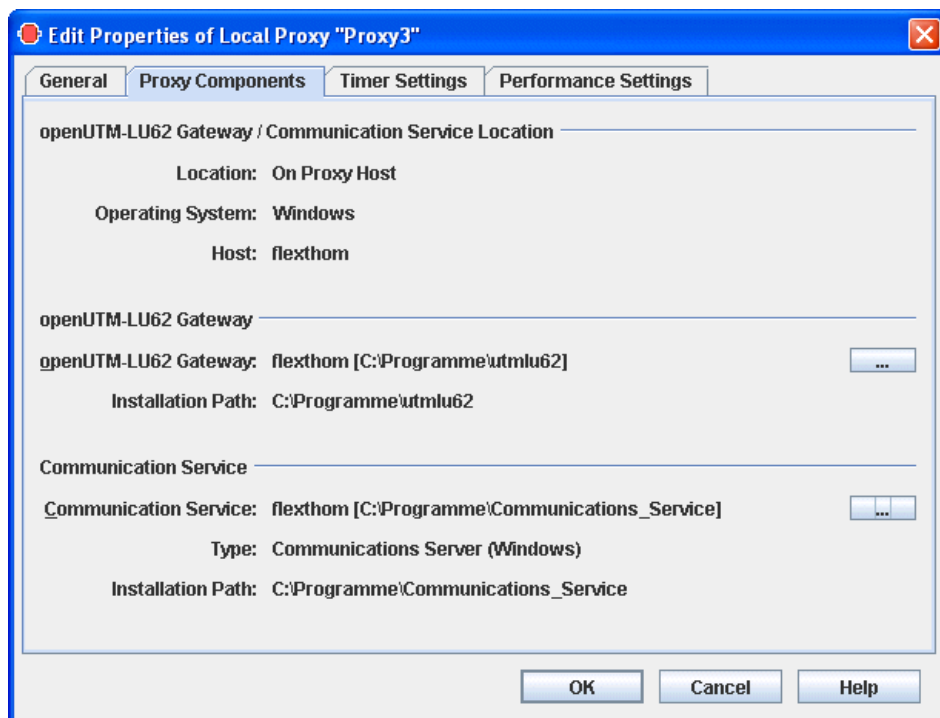 Edit Properties of Local Proxy "Proxy3"
General Proxy Components Timer Settings Performance Settings
openUTM-LU62 Gateway / Communication Service Location
Location: On Proxy Host
Operating System: Windows
Host: flexthom
openUTM-LU62 Gateway
openUTM-LU62 Gateway: flexthom [C:\Programme\utmlu62] ...
Installation Path: C:\Programme\utmlu62
Communication Service
Communication Service: flexthom [C:\Programme\Communications_Service] ...
Type: Communications Server (Windows)
Installation Path: C:\Programme\Communications_Service
OK Cancel Help